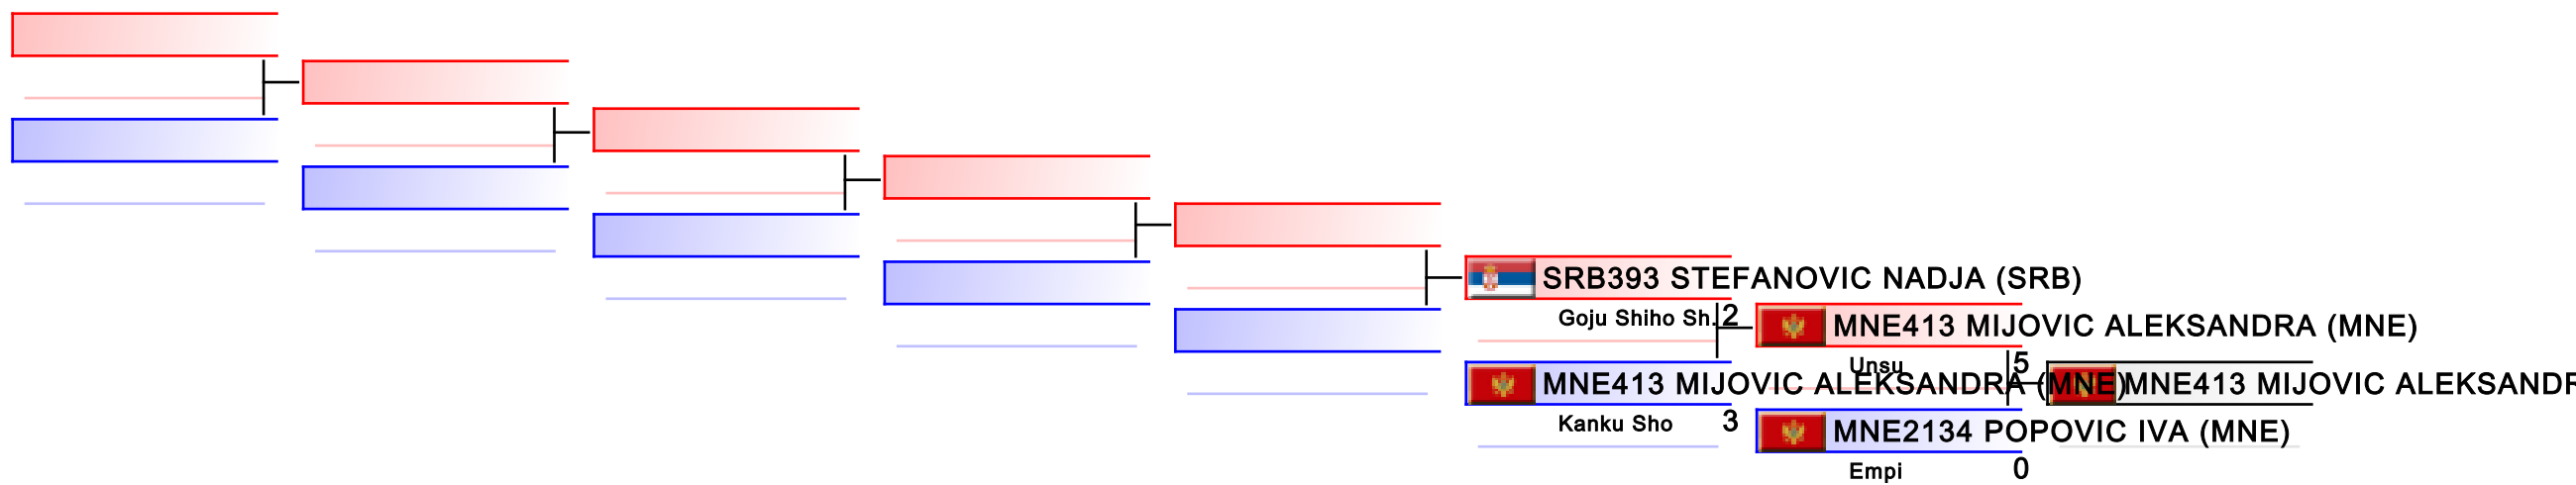 SRB393 STEFANOVIC NADJA (SRB)
Goju Shiho Sh. 2
MNE413 MIJOVIC ALEKSANDRA (MNE)
Unsu 5
MNE413 MIJOVIC ALEKSANDRA (MNE)
MNE413 MIJOVIC ALEKSANDR
Kanku Sho 3
MNE2134 POPOVIC IVA (MNE)
Empi 0